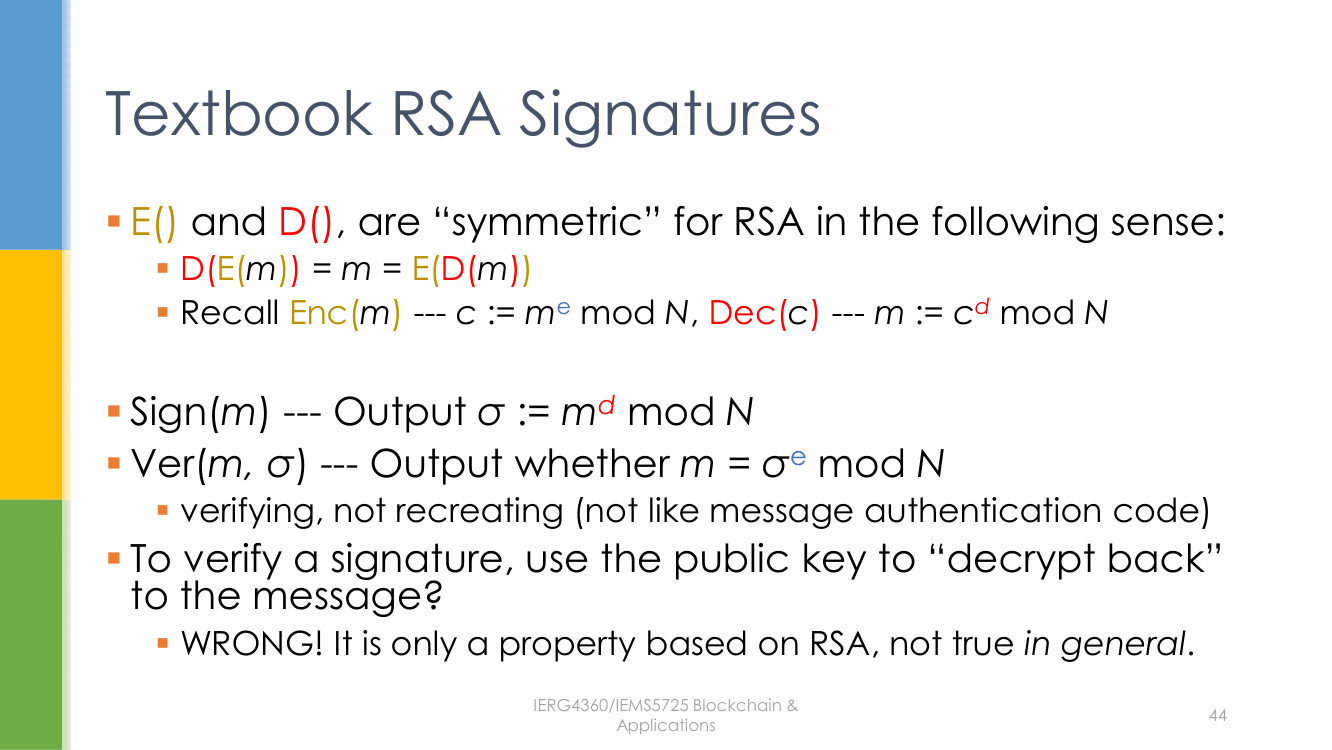 Textbook RSA Signatures
▪ E() and D(), are “symmetric” for RSA in the following sense:
▪ D(E(m)) = m = E(D(m))
▪ Recall Enc(m) --- c := mᵉ mod N, Dec(c) --- m := cᵈ mod N
▪ Sign(m) --- Output σ := mᵈ mod N
▪ Ver(m, σ) --- Output whether m = σᵉ mod N
▪ verifying, not recreating (not like message authentication code)
▪ To verify a signature, use the public key to “decrypt back”
to the message?
▪ WRONG! It is only a property based on RSA, not true in general.
IERG4360/IEMS5725 Blockchain &
Applications
44